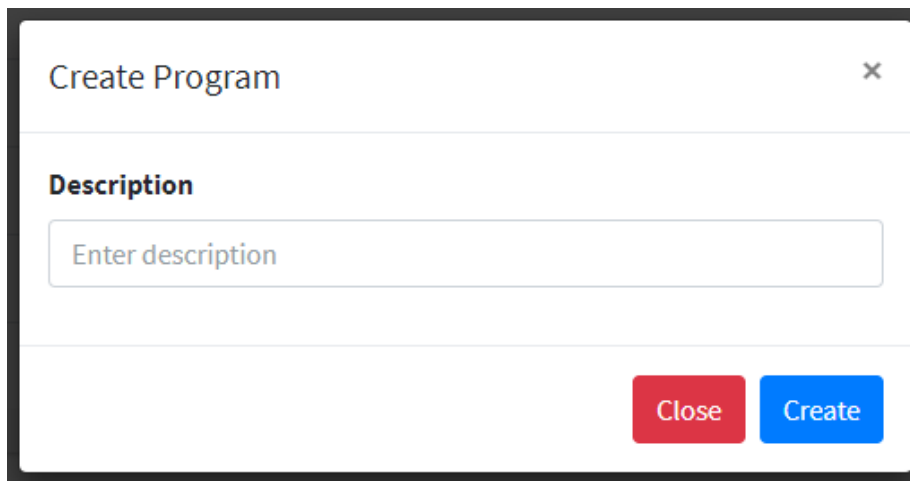 Create Program ×
Description
Enter description
Close Create